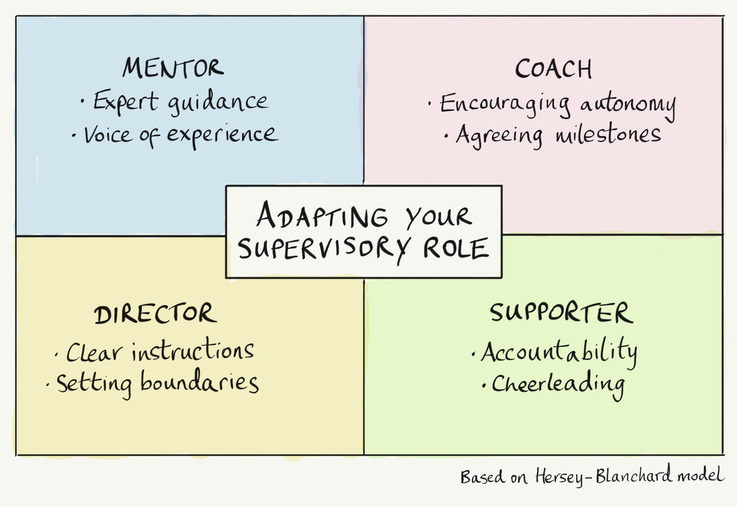 MENTOR
· Expert guidance
· Voice of experience
COACH
· Encouraging autonomy
· Agreeing milestones
ADAPTING YOUR
SUPERVISORY ROLE
DIRECTOR
· Clear instructions
· Setting boundaries
SUPPORTER
· Accountability
· Cheerleading
Based on Hersey-Blanchard model